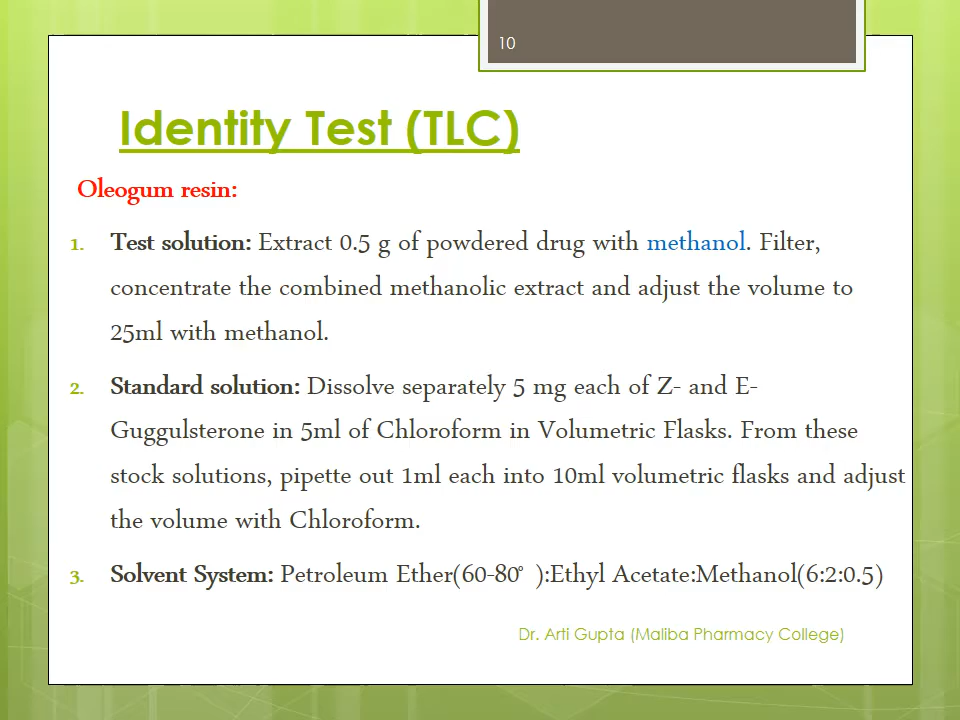 10
Identity Test (TLC)
Oleogum resin:
1. Test solution: Extract 0.5 g of powdered drug with methanol. Filter,
concentrate the combined methanolic extract and adjust the volume to
25ml with methanol.
2. Standard solution: Dissolve separately 5 mg each of Z- and E-
Guggulsterone in 5ml of Chloroform in Volumetric Flasks. From these
stock solutions, pipette out 1ml each into 10ml volumetric flasks and adjust
the volume with Chloroform.
3. Solvent System: Petroleum Ether(60-80° ):Ethyl Acetate:Methanol(6:2:0.5)
Dr. Arti Gupta (Maliba Pharmacy College)